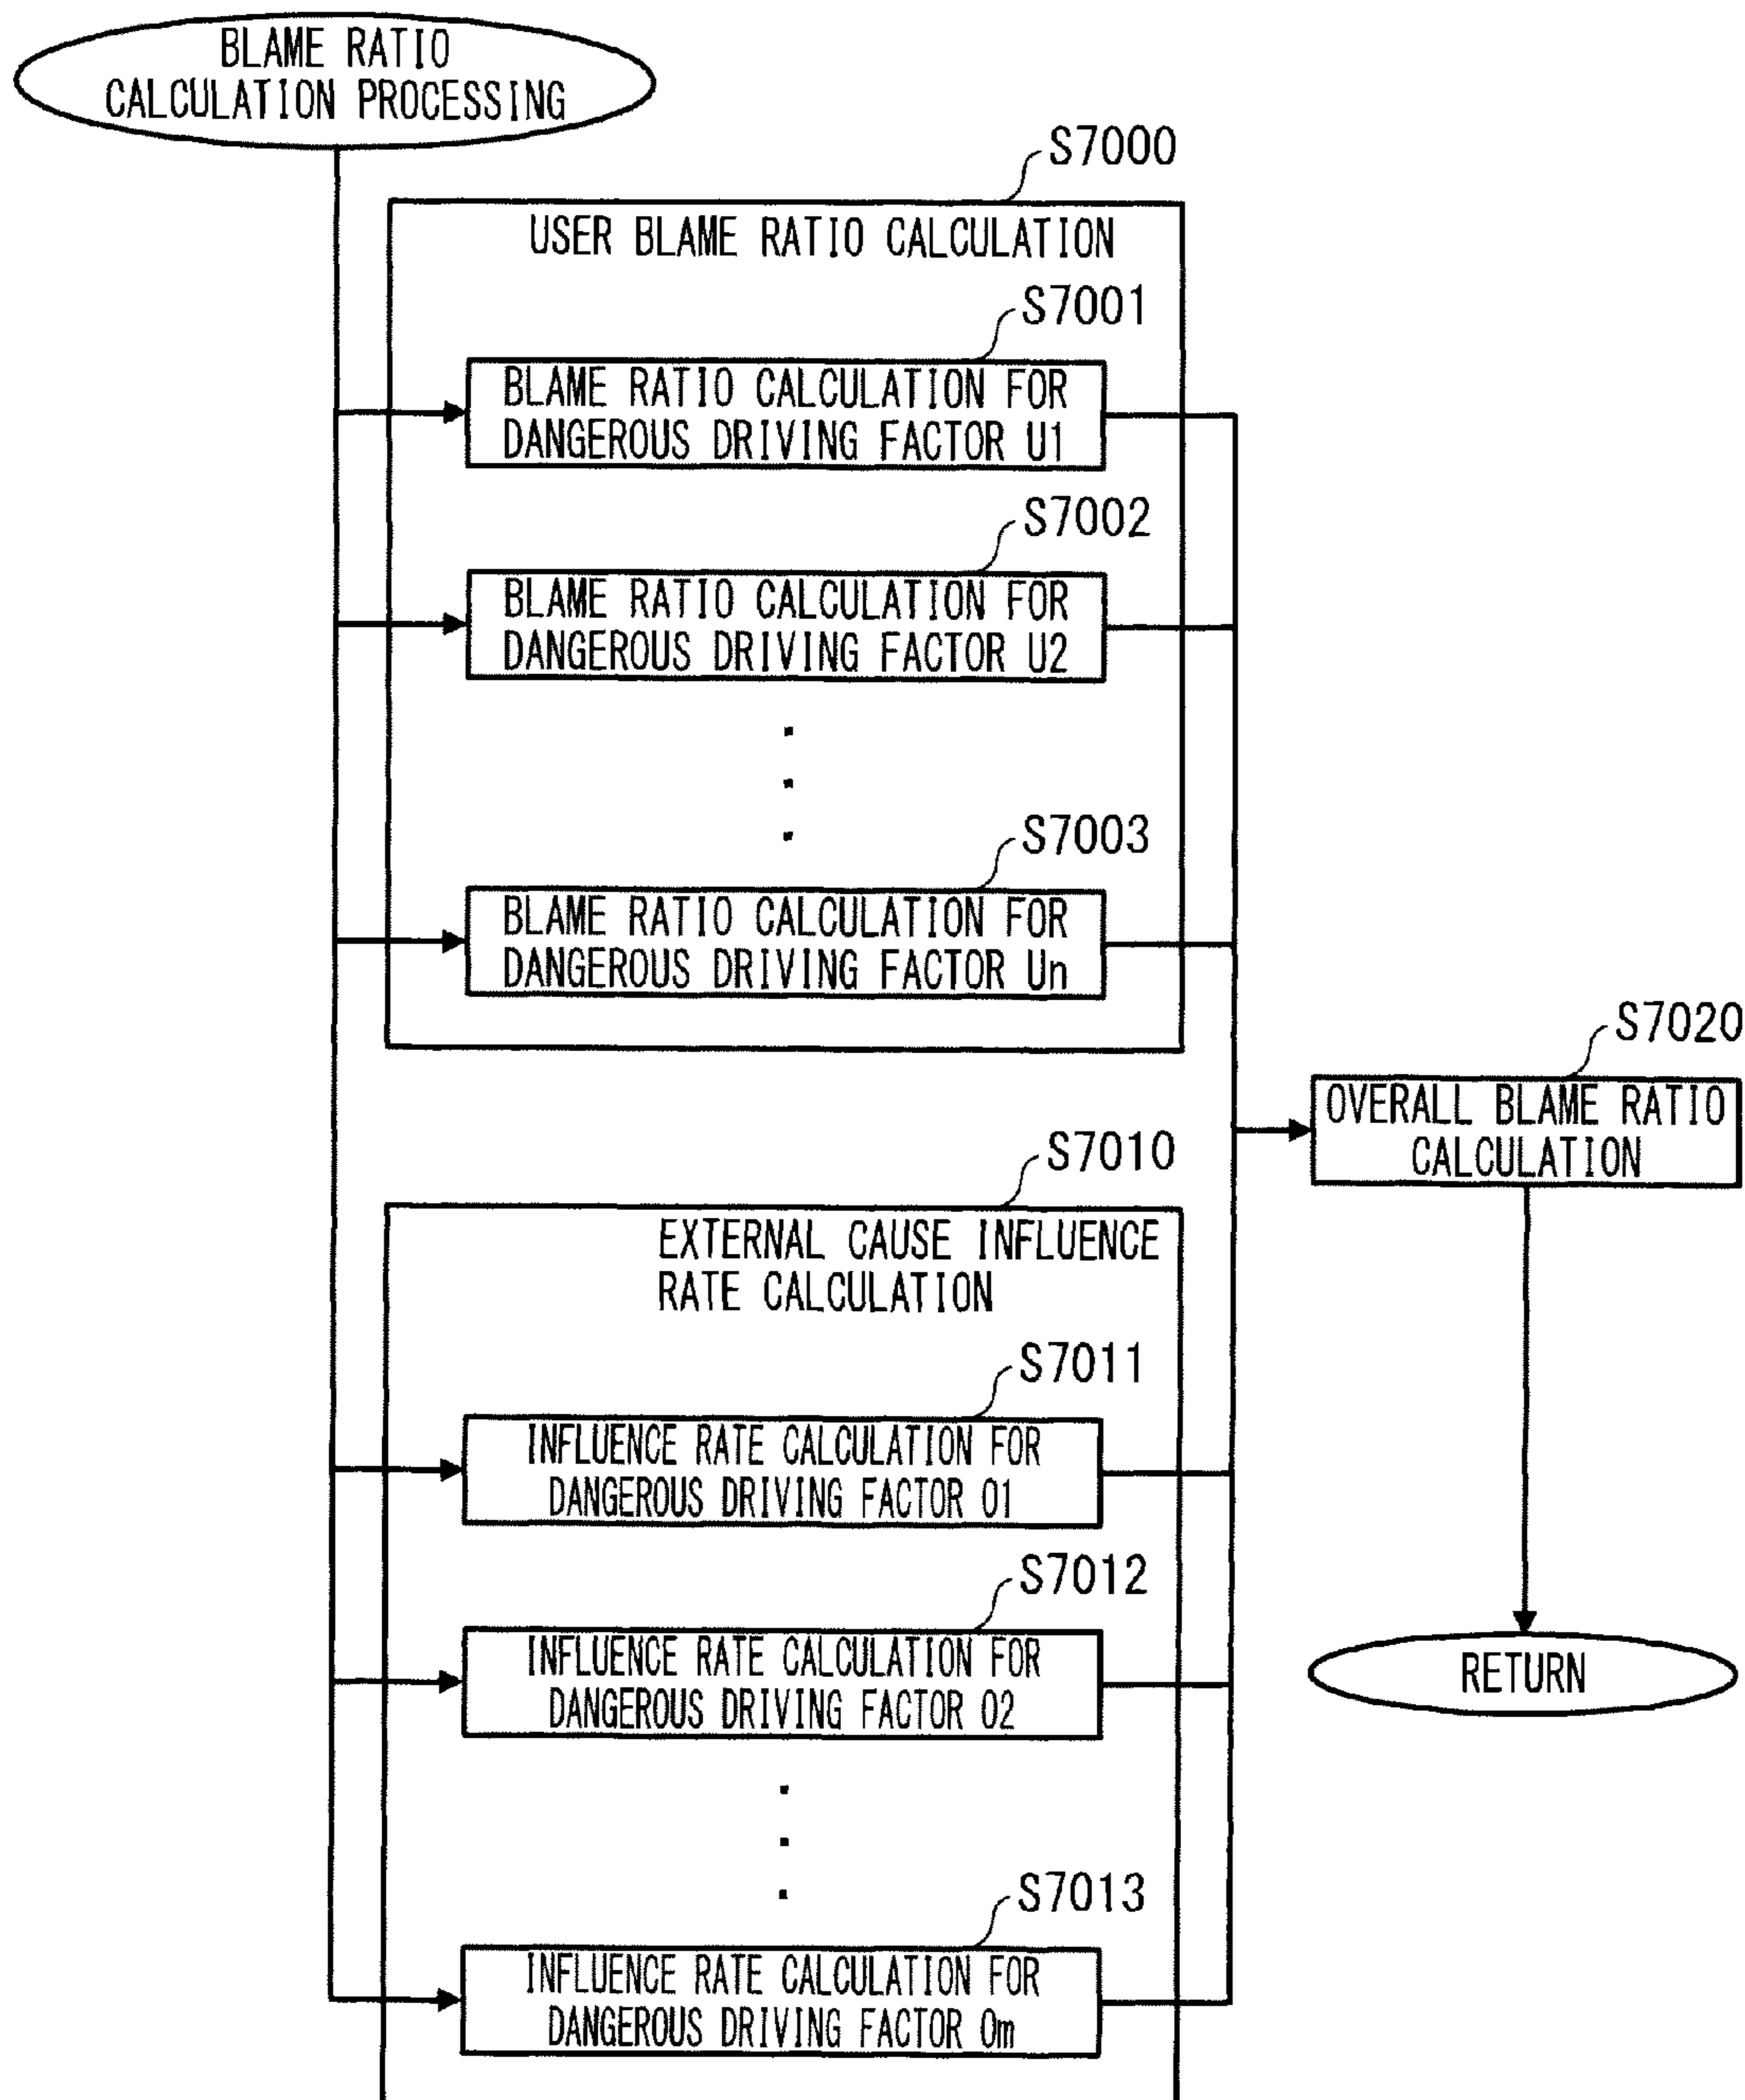 BLAME RATIO
CALCULATION PROCESSING
S7000
USER BLAME RATIO CALCULATION
S7001
BLAME RATIO CALCULATION FOR
DANGEROUS DRIVING FACTOR U1
S7002
BLAME RATIO CALCULATION FOR
DANGEROUS DRIVING FACTOR U2
S7003
BLAME RATIO CALCULATION FOR
DANGEROUS DRIVING FACTOR Un
S7020
OVERALL BLAME RATIO
CALCULATION
S7010
EXTERNAL CAUSE INFLUENCE
RATE CALCULATION
S7011
INFLUENCE RATE CALCULATION FOR
DANGEROUS DRIVING FACTOR O1
S7012
INFLUENCE RATE CALCULATION FOR
DANGEROUS DRIVING FACTOR O2
RETURN
S7013
INFLUENCE RATE CALCULATION FOR
DANGEROUS DRIVING FACTOR Om